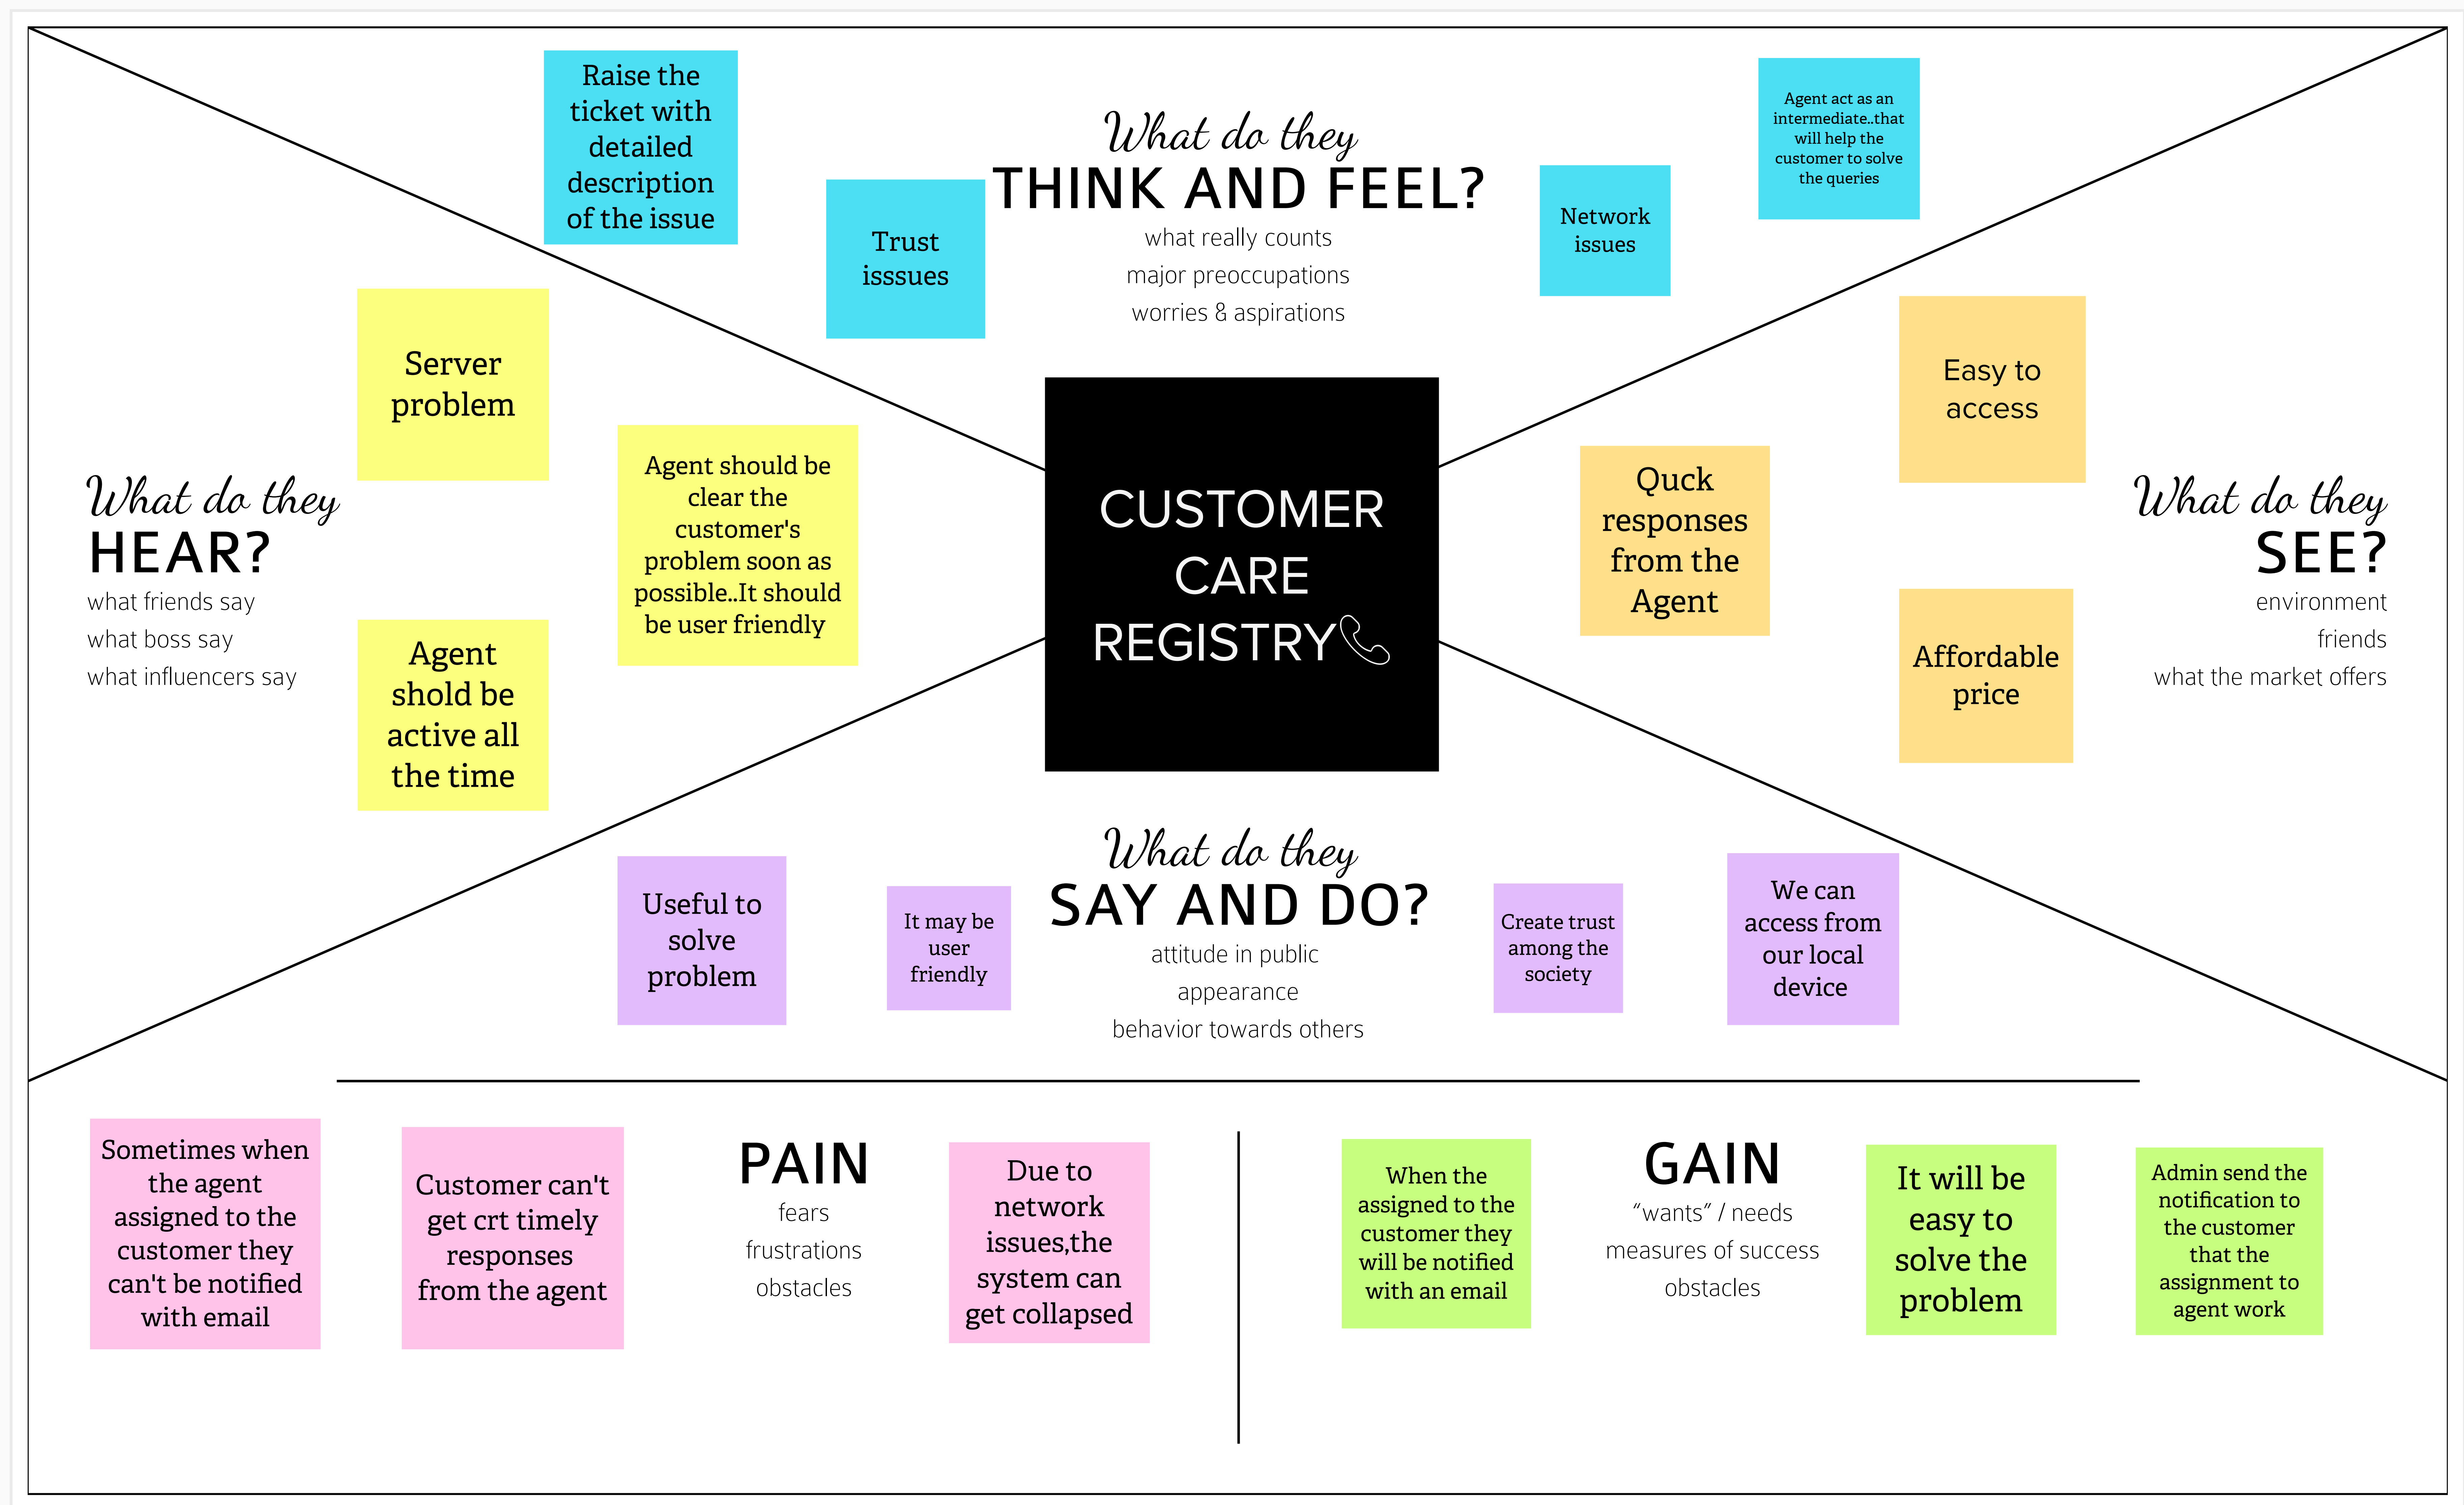 Raise the
ticket with
detailed
description
of the issue
Trust
isssues
What do they
THINK AND FEEL?
what really counts
major preoccupations
worries & aspirations
Network
issues
Agent act as an
intermediate..that
will help the
customer to solve
the queries
What do they
HEAR?
what friends say
what boss say
what influencers say
Server
problem
Agent should be
clear the
customer's
problem soon as
possible..It should
be user friendly
Agent
shold be
active all
the time
CUSTOMER
CARE
REGISTRY
Quck
responses
from the
Agent
Easy to
access
Affordable
price
What do they
SEE?
environment
friends
what the market offers
Useful to
solve
problem
It may be
user
friendly
What do they
SAY AND DO?
attitude in public
appearance
behavior towards others
Create trust
among the
society
We can
access from
our local
device
Sometimes when
the agent
assigned to the
customer they
can't be notified
with email
Customer can't
get crt timely
responses
from the agent
PAIN
fears
frustrations
obstacles
Due to
network
issues,the
system can
get collapsed
When the
assigned to the
customer they
will be notified
with an email
GAIN
“wants” / needs
measures of success
obstacles
It will be
easy to
solve the
problem
Admin send the
notification to
the customer
that the
assignment to
agent work